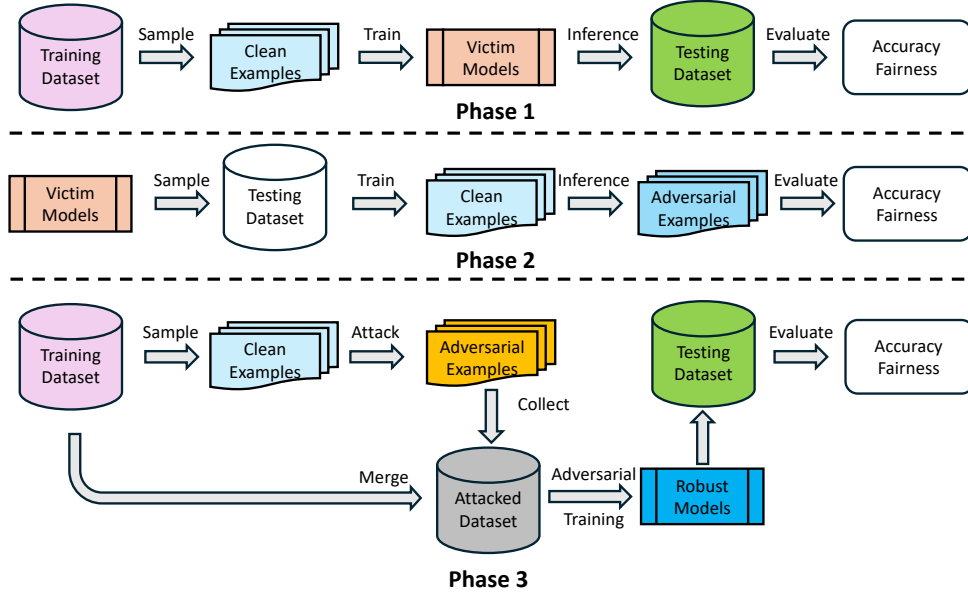 Training
Dataset
Sample
Clean
Examples
Train
Victim
Models
Inference
Testing
Dataset
Evaluate
Accuracy
Fairness
Phase 1
Victim
Models
Sample
Testing
Dataset
Train
Clean
Examples
Inference
Adversarial
Examples
Evaluate
Accuracy
Fairness
Phase 2
Training
Dataset
Sample
Clean
Examples
Attack
Adversarial
Examples
Testing
Dataset
Evaluate
Accuracy
Fairness
Collect
Merge
Attacked
Dataset
Adversarial
Training
Robust
Models
Phase 3